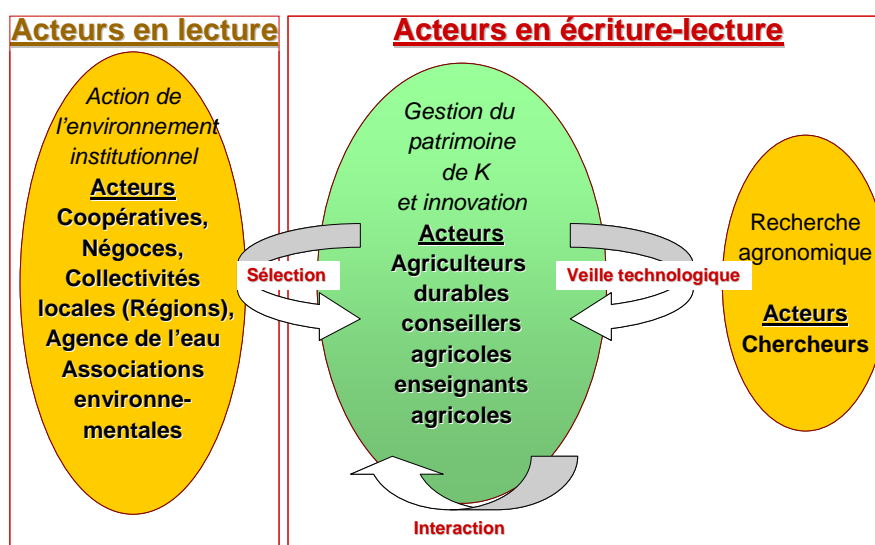 Acteurs en lecture
Action de
l'environnement
institutionnel
Acteurs
Coopératives,
Négoces,
Collectivités
locales (Régions),
Agence de l'eau
Associations
environne-
mentales
Sélection
Acteurs en écriture-lecture
Gestion du
patrimoine
de K
et innovation
Acteurs
Agriculteurs
durables
conseillers
agricoles
enseignants
agricoles
Veille technologique
Interaction
Recherche
agronomique
Acteurs
Chercheurs